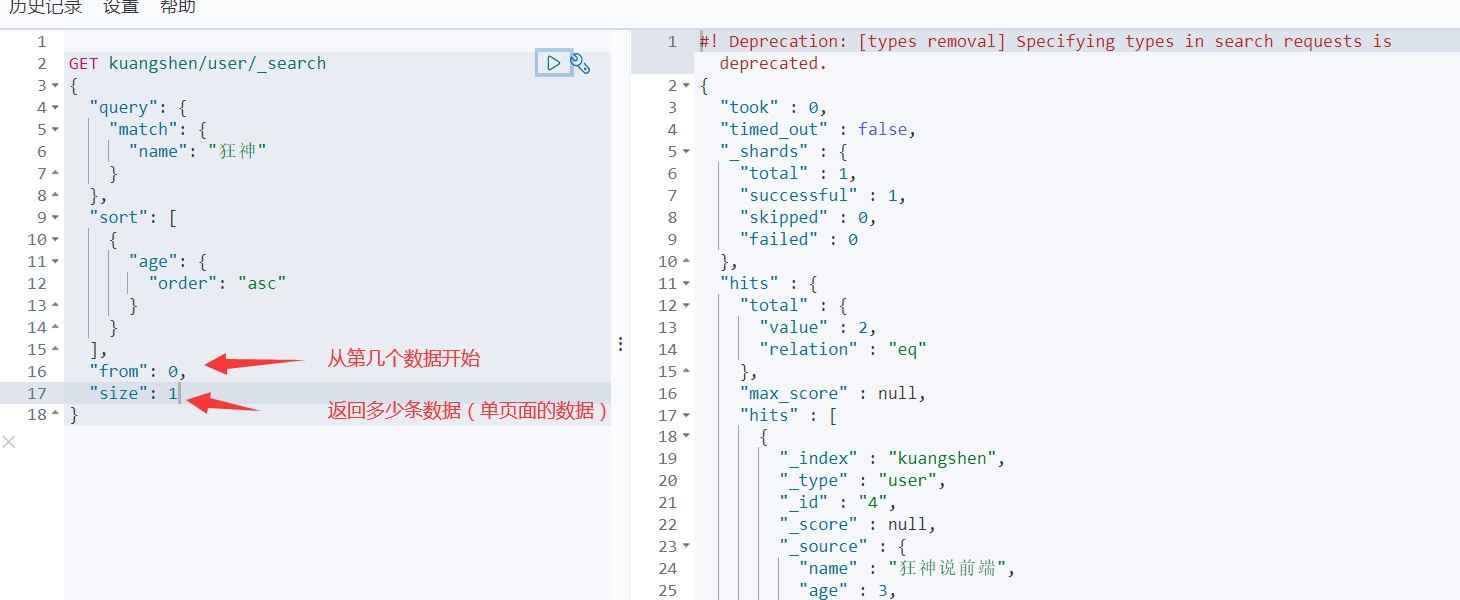 历史记录 设置 帮助
1
2 GET kuangshen/user/_search
3 {
4 "query": {
5 "match": {
6 "name": "狂神"
7 }
8 },
9 "sort": [
10 {
11 "age": {
12 "order": "asc"
13 }
14 }
15 ],
16 "from": 0,
从第几个数据开始
17 "size": 1
返回多少条数据（单页面的数据）
18 }
1 #! Deprecation: [types removal] Specifying types in search requests is
deprecated.
2 {
3 "took" : 0,
4 "timed_out" : false,
5 "_shards" : {
6 "total" : 1,
7 "successful" : 1,
8 "skipped" : 0,
9 "failed" : 0
10 },
11 "hits" : {
12 "total" : {
13 "value" : 2,
14 "relation" : "eq"
15 },
16 "max_score" : null,
17 "hits" : [
18 {
19 "_index" : "kuangshen",
20 "_type" : "user",
21 "_id" : "4",
22 "_score" : null,
23 "_source" : {
24 "name" : "狂神说前端",
25 "age" : 3,